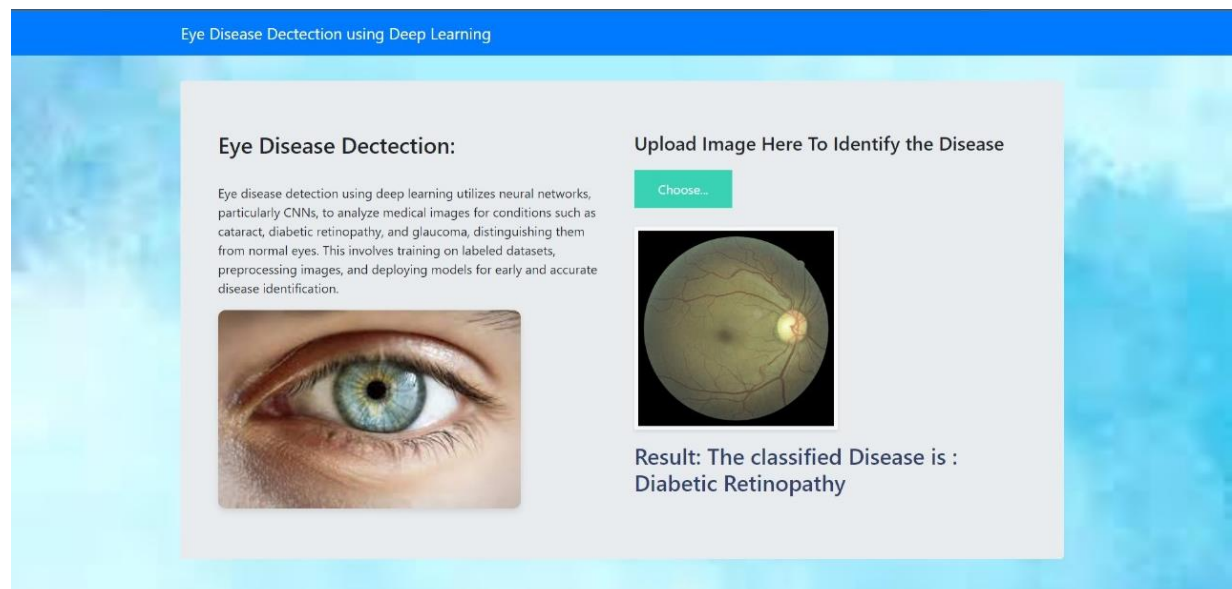 Eye Disease Dectection using Deep Learning
Eye Disease Dectection:
Eye disease detection using deep learning utilizes neural networks,
particularly CNNs, to analyze medical images for conditions such as
cataract, diabetic retinopathy, and glaucoma, distinguishing them
from normal eyes. This involves training on labeled datasets,
preprocessing images, and deploying models for early and accurate
disease identification.
Upload Image Here To Identify the Disease
Choose...
Result: The classified Disease is :
Diabetic Retinopathy